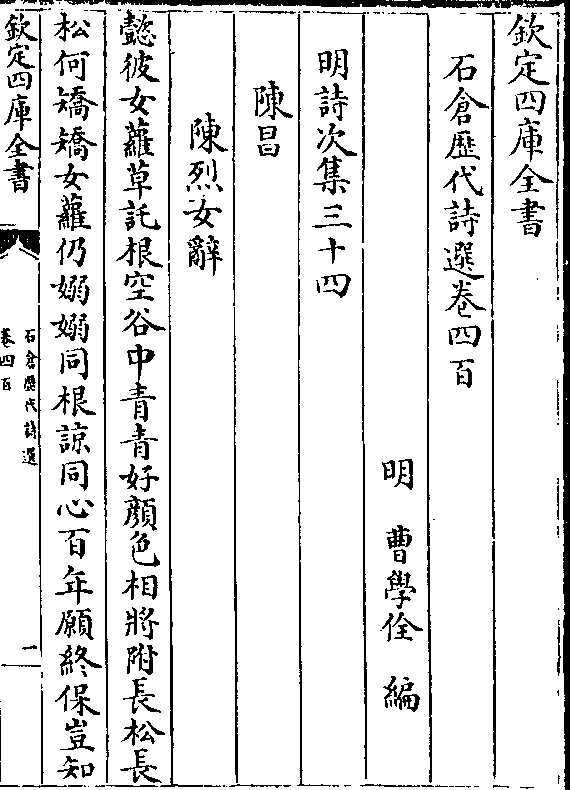 欽定四庫全書
石倉歷代詩選卷四百
明 曹學佺 編
明詩次集三十四
陳昌
陳烈女辭
懿彼女蘿草託根空谷中青青好顔色相將附長松長
松何矯矯女蘿仍嫋嫋同根諒同心百年願終保豈知
欽定四庫全書
石倉歷代詩選
卷四百
一